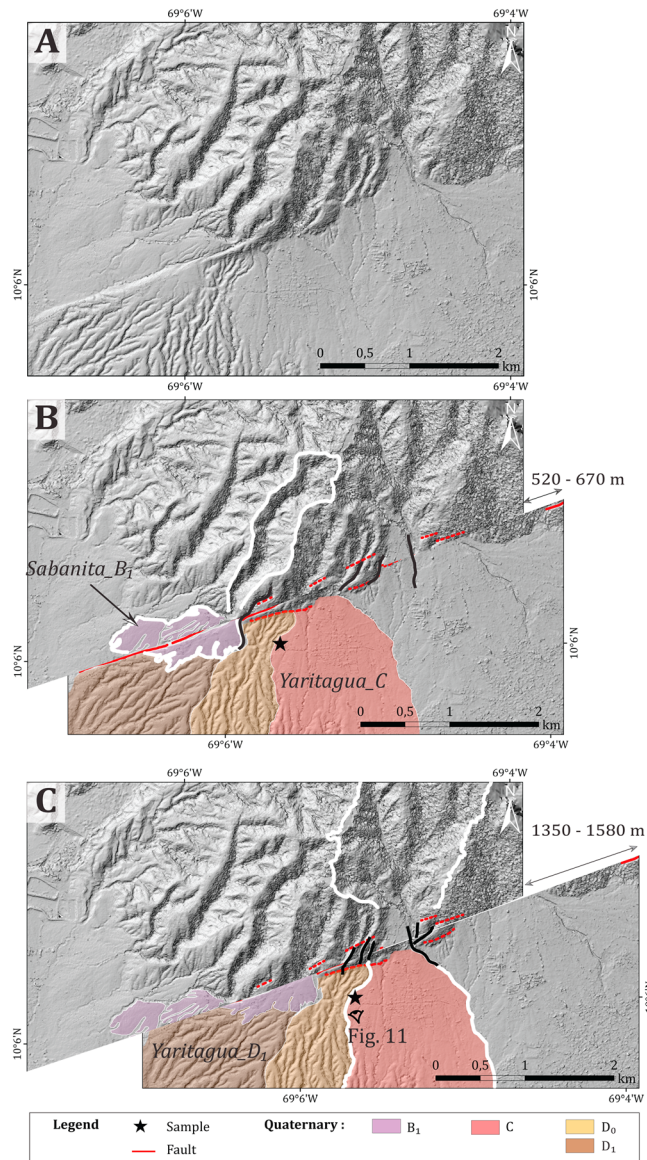 69°6'W 69°4'W
A
N
10°6'N 10°6'N
0 0,5 1 2
km
69°6'W 69°4'W
B
N
520 - 670 m
Sabanita_B₁
10°6'N 10°6'N
Yaritagua_C
0 0,5 1 2
km
69°6'W 69°4'W
69°6'W 69°4'W
C
N
1350 - 1580 m
10°6'N 10°6'N
Fig. 11
Yaritagua_D₁
0 0,5 1 2
km
69°6'W 69°4'W
Legend Sample Quaternary : B₁ C D₀
Fault D₁